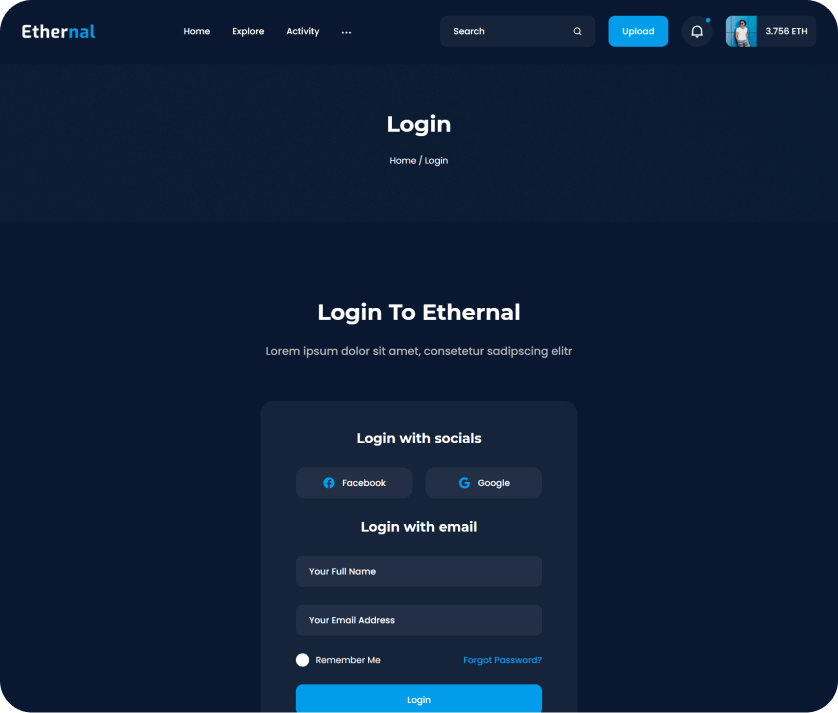 Ethernal Home Explore Activity ... Search Upload 3.756 ETH
Login
Home / Login
Login To Ethernal
Lorem ipsum dolor sit amet, consetetur sadipscing elitr
Login with socials
Facebook Google
Login with email
Your Full Name
Your Email Address
Remember Me Forgot Password?
Login